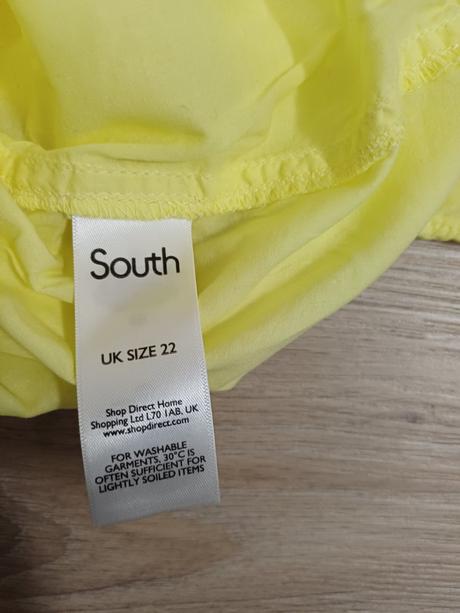 South
UK SIZE 22
Shop Direct Home
Shopping Ltd L70 1AB, UK
www.shopdirect.com
FOR WASHABLE
GARMENTS, 30°C IS
OFTEN SUFFICIENT FOR
LIGHTLY SOILED ITEMS